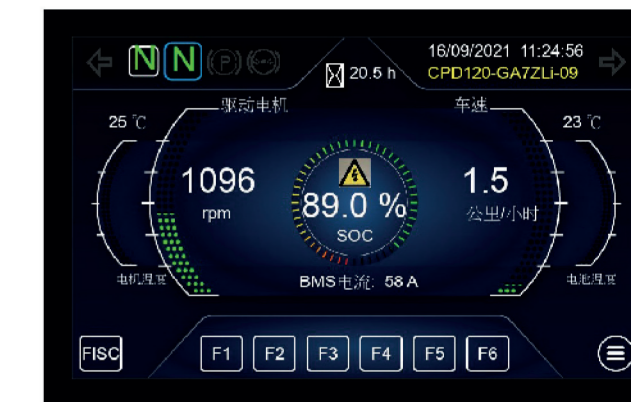 N N (P)
20.5 h
16/09/2021 11:24:56
CPD120-GA7ZLi-09
25 ℃
驱动电机
车速
23 ℃
1096
rpm
89.0 %
SOC
1.5
公里/小时
电机温度
BMS电流: 58 A
电池温度
FISC
F1 F2 F3 F4 F5 F6